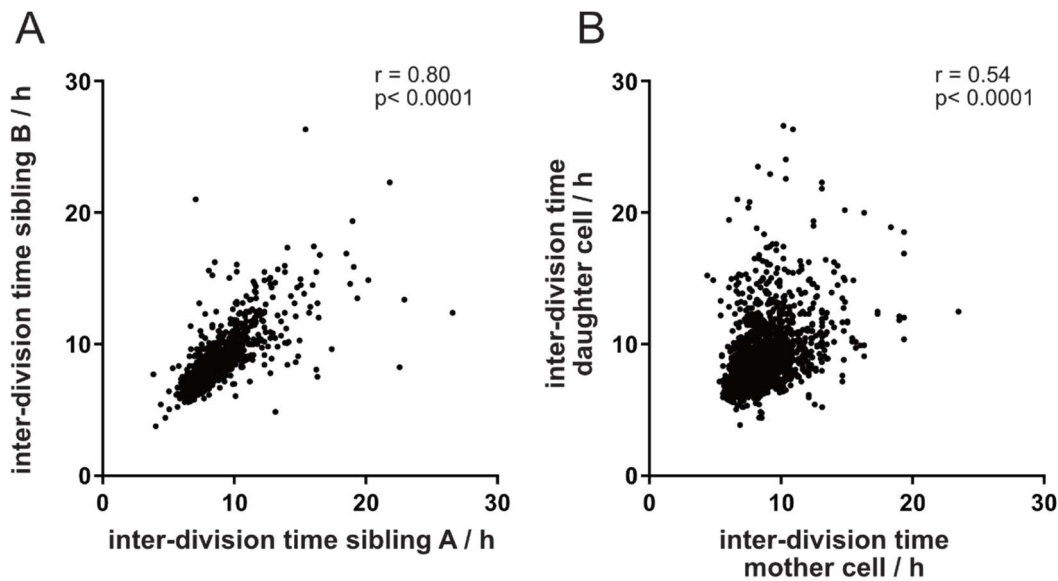 A
r = 0.80
p< 0.0001
inter-division time sibling B / h
30
20
10
0
0 10 20 30
inter-division time sibling A / h
B
r = 0.54
p< 0.0001
inter-division time
daughter cell / h
30
20
10
0
0 10 20 30
inter-division time
mother cell / h